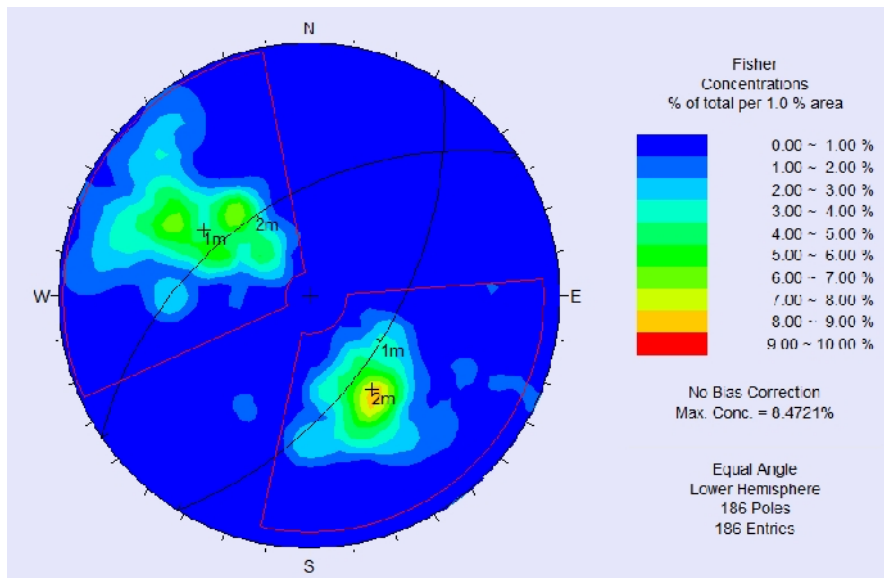 N
Fisher
Concentrations
% of total per 1.0 % area
0.00 ~ 1.00 %
1.00 ~ 2.00 %
2.00 ~ 3.00 %
3.00 ~ 4.00 %
4.00 ~ 5.00 %
5.00 ~ 6.00 %
6.00 ~ 7.00 %
7.00 ~ 8.00 %
8.00 ~ 9.00 %
9.00 ~ 10.00 %
2m
1m
W
E
1m
2m
No Bias Correction
Max. Conc. = 8.4721%
Equal Angle
Lower Hemisphere
186 Poles
186 Entries
S